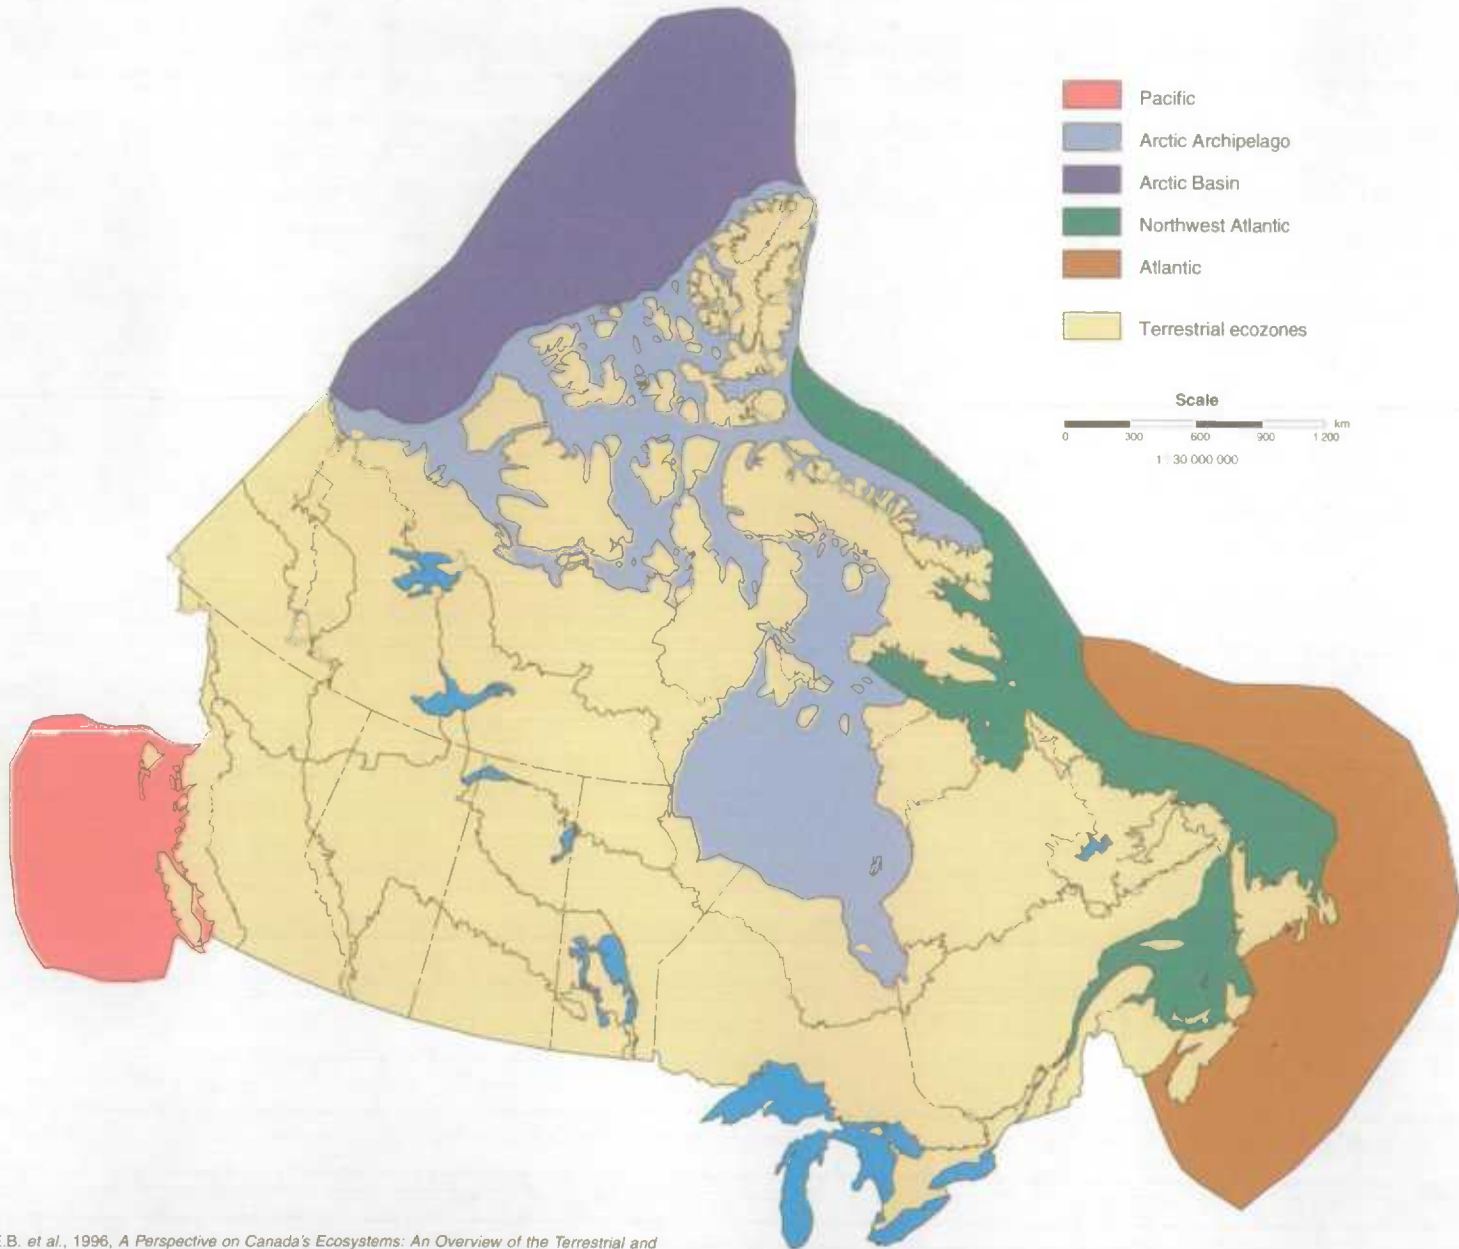 Pacific
Arctic Archipelago
Arctic Basin
Northwest Atlantic
Atlantic
Terrestrial ecozones
Scale
km
0 300 600 900 1 200
1 : 30 000 000
E.B. et al., 1996, A Perspective on Canada's Ecosystems: An Overview of the Terrestrial and